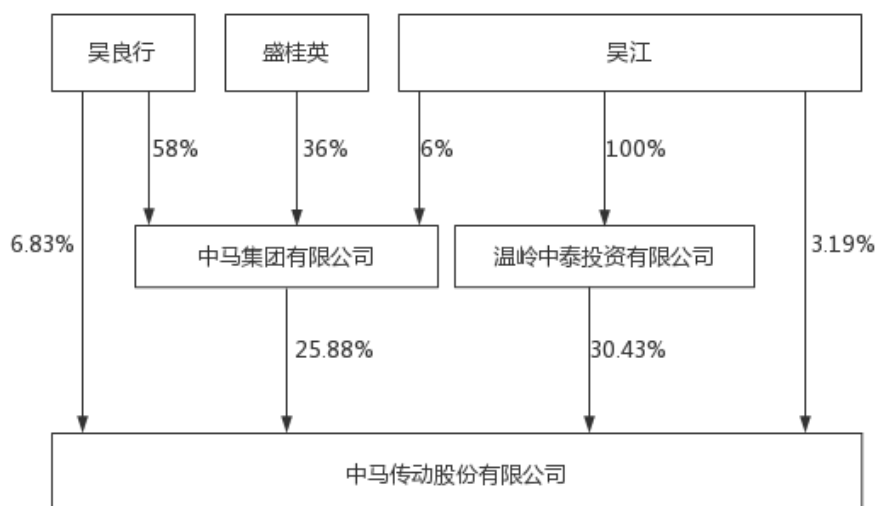 吴良行
盛桂英
吴江
58%
36%
6%
100%
6.83%
中马集团有限公司
温岭中泰投资有限公司
3.19%
25.88%
30.43%
中马传动股份有限公司